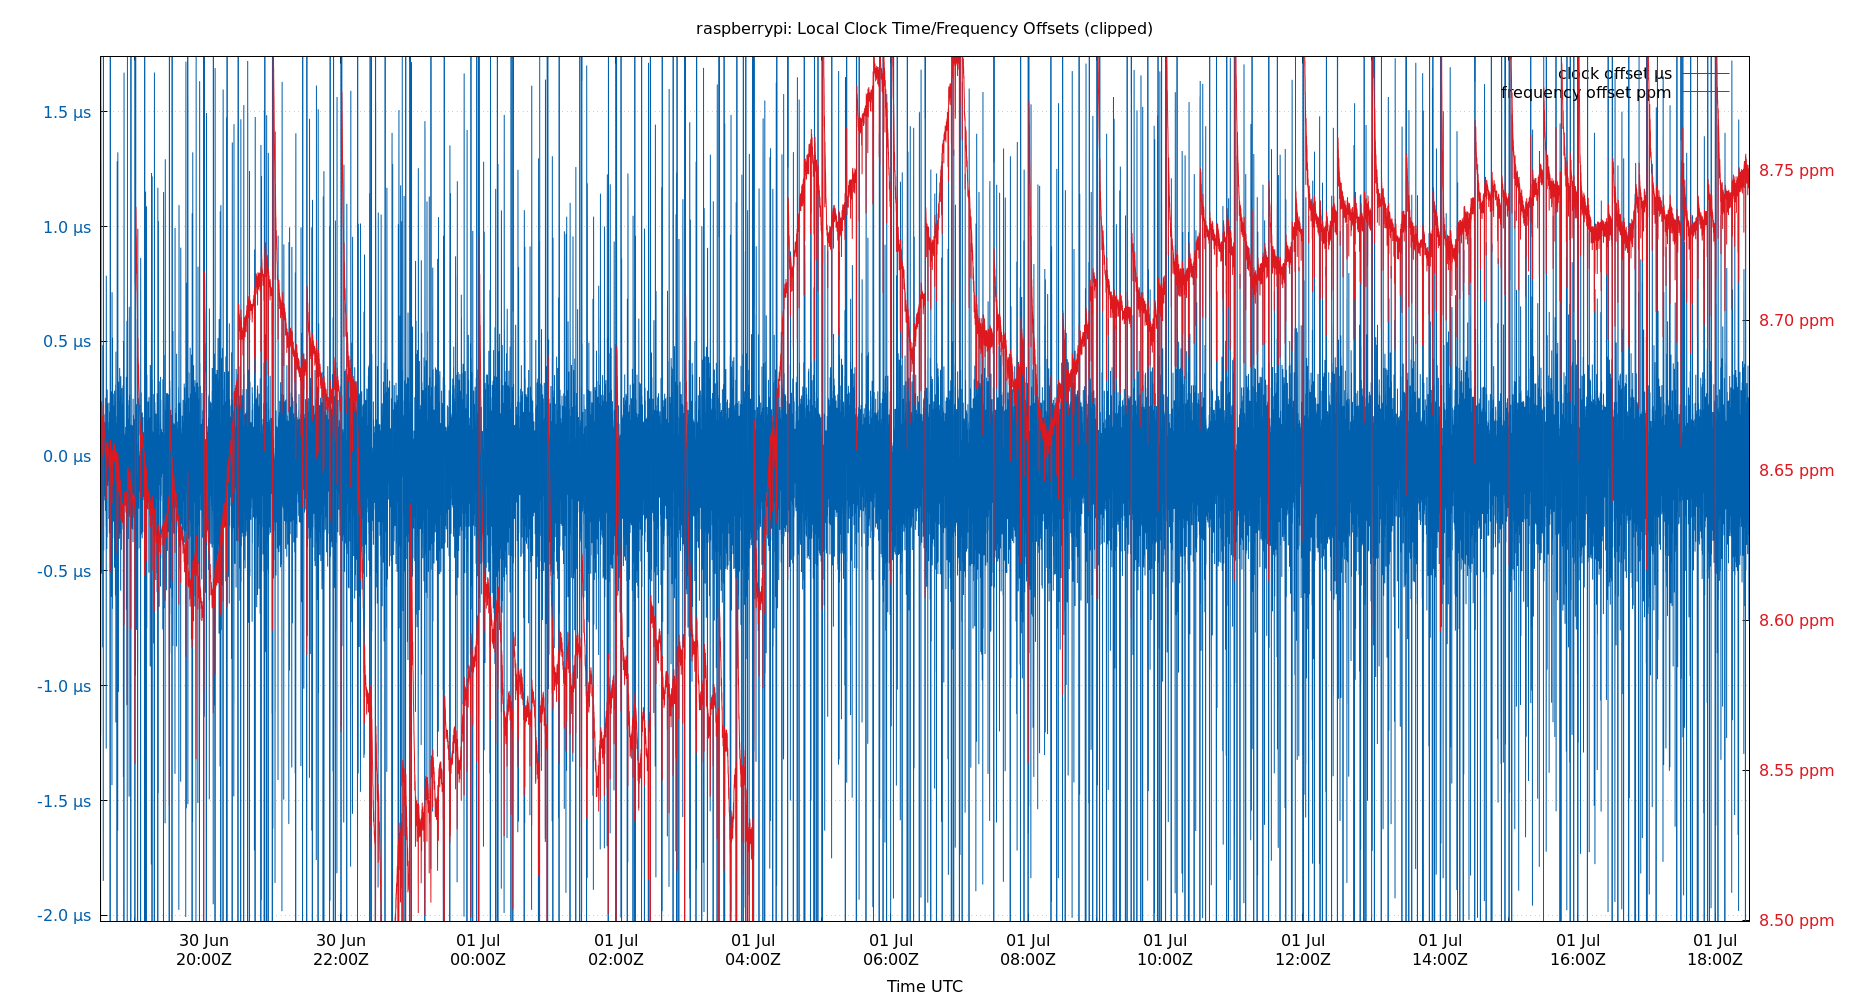 raspberrypi: Local Clock Time/Frequency Offsets (clipped)
clock offset µs
frequency offset ppm
1.5 µs
1.0 µs
0.5 µs
0.0 µs
-0.5 µs
-1.0 µs
-1.5 µs
-2.0 µs
8.75 ppm
8.70 ppm
8.65 ppm
8.60 ppm
8.55 ppm
8.50 ppm
30 Jun 30 Jun 01 Jul 01 Jul 01 Jul 01 Jul 01 Jul 01 Jul 01 Jul 01 Jul 01 Jul 01 Jul
20:00Z 22:00Z 00:00Z 02:00Z 04:00Z 06:00Z 08:00Z 10:00Z 12:00Z 14:00Z 16:00Z 18:00Z
Time UTC